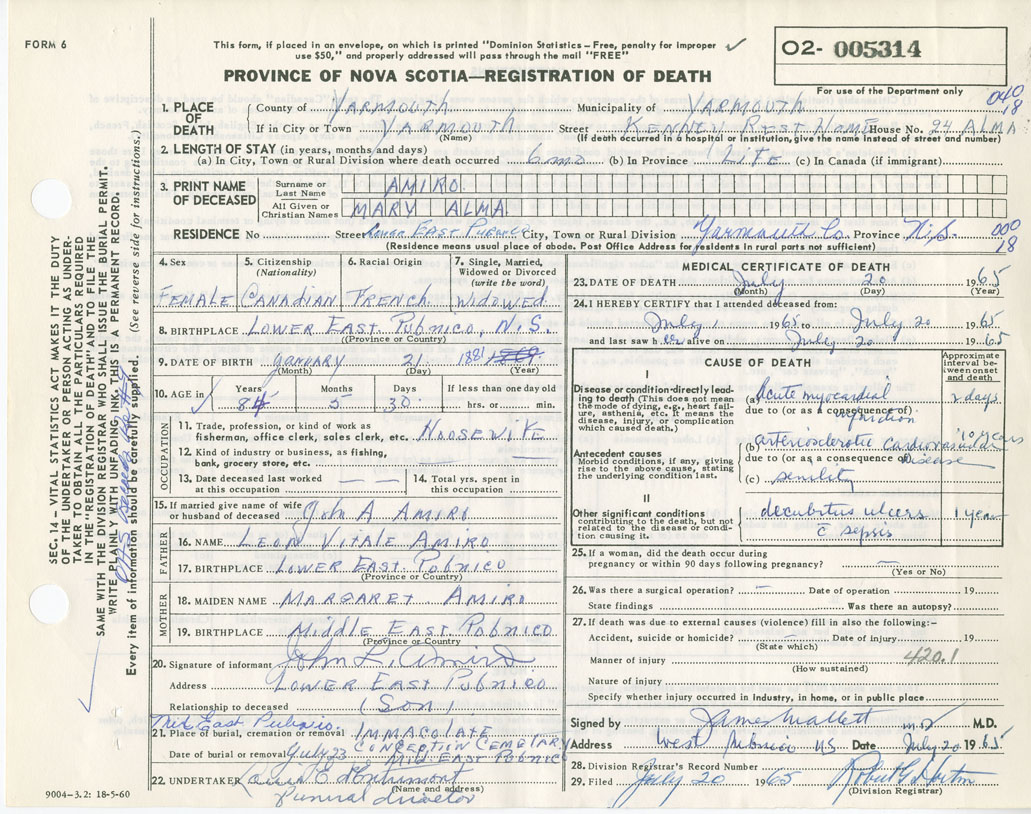 FORM 6
This form, if placed in an envelope, on which is printed "Dominion Statistics – Free, penalty for improper
use $50," and properly addressed will pass through the mail "FREE" ✓
02- 005314
PROVINCE OF NOVA SCOTIA—REGISTRATION OF DEATH
For use of the Department only
040
18
1. PLACE OF DEATH
County of YARMOUTH Municipality of YARMOUTH
If in City or Town YARMOUTH Street KENNEY REST HOME House No. 24 ALMA
(Name) (If death occurred in a hospital or institution, give its name instead of street and number)
2. LENGTH OF STAY (in years, months and days)
(a) In City, Town or Rural Division where death occurred 6 mo (b) In Province LIFE (c) In Canada (if immigrant)
3. PRINT NAME OF DECEASED
Surname or Last Name AMIRO
All Given or Christian Names MARY ALMA
RESIDENCE No Street Lower EAST PUBNICO City, Town or Rural Division Yarmouth Co. Province N.S. 000
18
(Residence means usual place of abode. Post Office Address for residents in rural parts not sufficient)
4. Sex
FEMALE
5. Citizenship
(Nationality)
CANADIAN
6. Racial Origin
FRENCH
7. Single, Married, Widowed or Divorced
(write the word)
WIDOWED
8. BIRTHPLACE LOWER EAST PUBNICO, N.S.
(Province or Country)
9. DATE OF BIRTH JANUARY 21 1881
(Month) (Day) (Year)
10. AGE in ✓ Years Months Days If less than one day old
84 5 30 hrs. or min.
OCCUPATION
11. Trade, profession, or kind of work as
fisherman, office clerk, sales clerk, etc. HOUSEWIFE
12. Kind of industry or business, as fishing,
bank, grocery store, etc. —
13. Date deceased last worked
at this occupation — —
14. Total yrs. spent in
this occupation
15. If married give name of wife
or husband of deceased John A AMIRO
FATHER
16. NAME LEON VITALE AMIRO
17. BIRTHPLACE LOWER EAST PUBNICO
(Province or Country)
MOTHER
18. MAIDEN NAME MARGARET AMIRO
19. BIRTHPLACE MIDDLE EAST PUBNICO
(Province or Country)
20. Signature of informant John L. Amiro
Address LOWER EAST PUBNICO
Relationship to deceased (SON)
Mid East Pubnico
21. Place of burial, cremation or removal IMMACOLATE
CONCEPTION CEMETARY
Date of burial or removal July 23 MID EAST PUBNICO
22. UNDERTAKER
(Name and address)
Funeral director
9004—3.2: 18-5-60
MEDICAL CERTIFICATE OF DEATH
23. DATE OF DEATH July 20 1965
(Month) (Day) (Year)
24. I HEREBY CERTIFY that I attended deceased from:
July 1 1965 to July 20 1965
and last saw her alive on July 20 1965
CAUSE OF DEATH
Approximate interval between onset and death
I
Disease or condition directly leading to death (This does not mean the mode of dying, e.g., heart failure, asthenia, etc. It means the disease, injury, or complication which caused death.)
(a) Acute myocardial 2 days
due to (or as a consequence of)
infarction
Antecedent causes
Morbid conditions, if any, giving rise to the above cause, stating the underlying condition last.
(b) arteriosclerotic cardiovascular 10 years
due to (or as a consequence of) disease
(c) senility
II
Other significant conditions
contributing to the death, but not related to the disease or condition causing it.
decubitus ulcers 1 year
c̄ sepsis
25. If a woman, did the death occur during
pregnancy or within 90 days following pregnancy? —
(Yes or No)
26. Was there a surgical operation? — Date of operation 19
State findings Was there an autopsy?
27. If death was due to external causes (violence) fill in also the following:—
Accident, suicide or homicide? — Date of injury 19
(State which)
Manner of injury 420.1
(How sustained)
Nature of injury
Specify whether injury occurred in industry, in home, or in public place
Signed by James Mallett m.D. M.D.
Address West Pubnico NS Date July 20 1965
28. Division Registrar's Record Number
29. Filed July 20 1965
(Division Registrar)
SEC. 14 – VITAL STATISTICS ACT MAKES IT THE DUTY
OF THE UNDERTAKER OR PERSON ACTING AS UNDERTAKER TO OBTAIN ALL THE PARTICULARS REQUIRED
IN THE "REGISTRATION OF DEATH" AND TO FILE THE
SAME WITH THE DIVISION REGISTRAR WHO SHALL ISSUE THE BURIAL PERMIT.
WRITE PLAINLY WITH UNFADING INK. THIS IS A PERMANENT RECORD.
Every item of information should be carefully supplied. (See reverse side for instructions.)